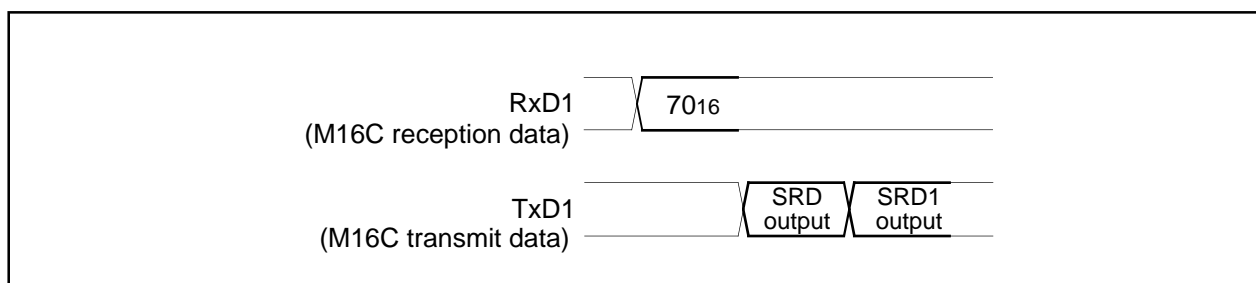 RxD1
(M16C reception data)
7016
TxD1
(M16C transmit data)
SRD
output
SRD1
output